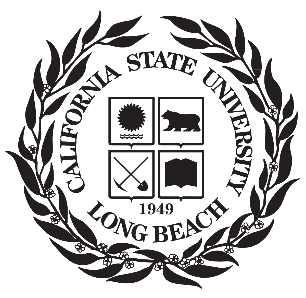 CALIFORNIA STATE UNIVERSITY
1949
LONG BEACH